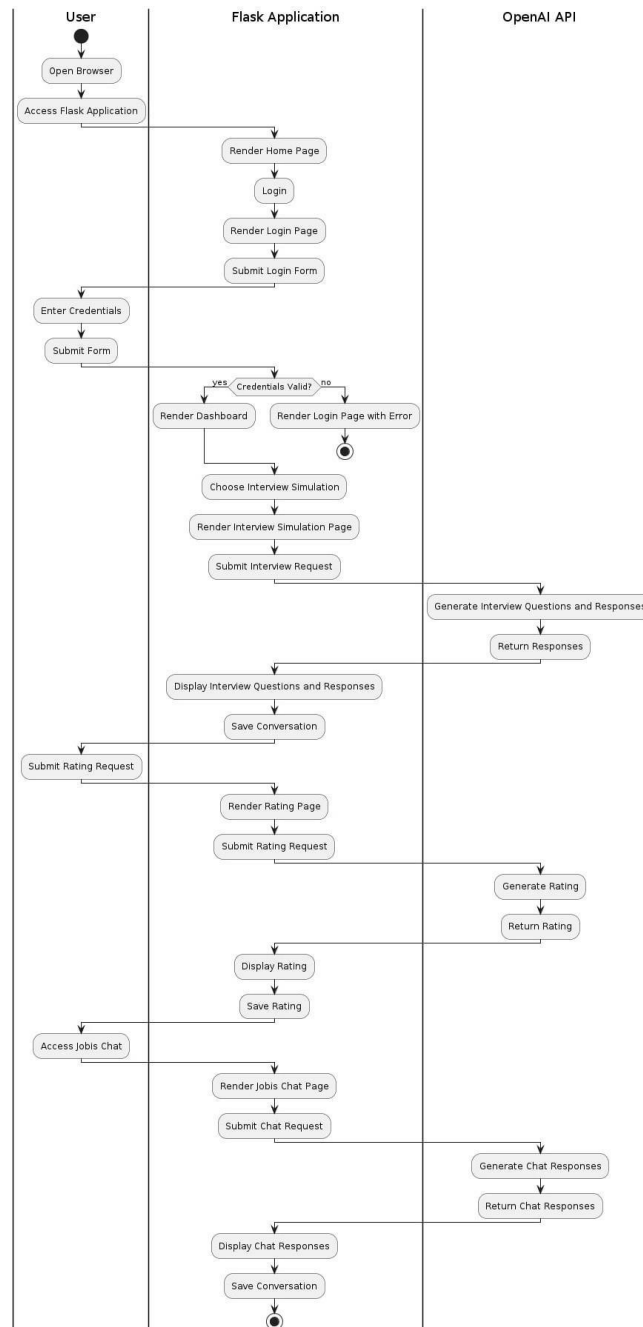 User
Flask Application
OpenAI API
Open Browser
Access Flask Application
Render Home Page
Login
Render Login Page
Submit Login Form
Enter Credentials
Submit Form
yes
Credentials Valid?
no
Render Dashboard
Render Login Page with Error
Choose Interview Simulation
Render Interview Simulation Page
Submit Interview Request
Generate Interview Questions and Responses
Return Responses
Display Interview Questions and Responses
Save Conversation
Submit Rating Request
Render Rating Page
Submit Rating Request
Generate Rating
Return Rating
Display Rating
Save Rating
Access Jobis Chat
Render Jobis Chat Page
Submit Chat Request
Generate Chat Responses
Return Chat Responses
Display Chat Responses
Save Conversation